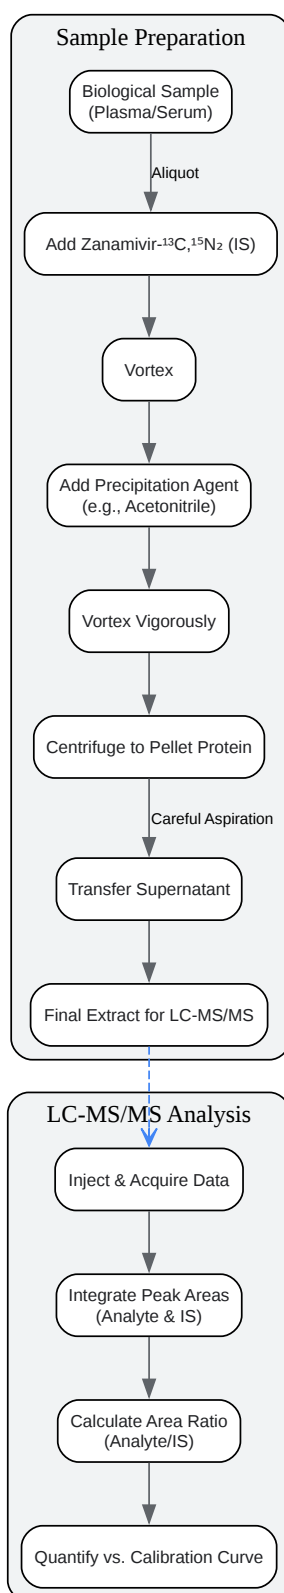 Sample Preparation
Biological Sample
(Plasma/Serum)
Aliquot
Add Zanamivir-¹³C,¹⁵N₂ (IS)
Vortex
Add Precipitation Agent
(e.g., Acetonitrile)
Vortex Vigorously
Centrifuge to Pellet Protein
Careful Aspiration
Transfer Supernatant
Final Extract for LC-MS/MS
LC-MS/MS Analysis
Inject & Acquire Data
Integrate Peak Areas
(Analyte & IS)
Calculate Area Ratio
(Analyte/IS)
Quantify vs. Calibration Curve